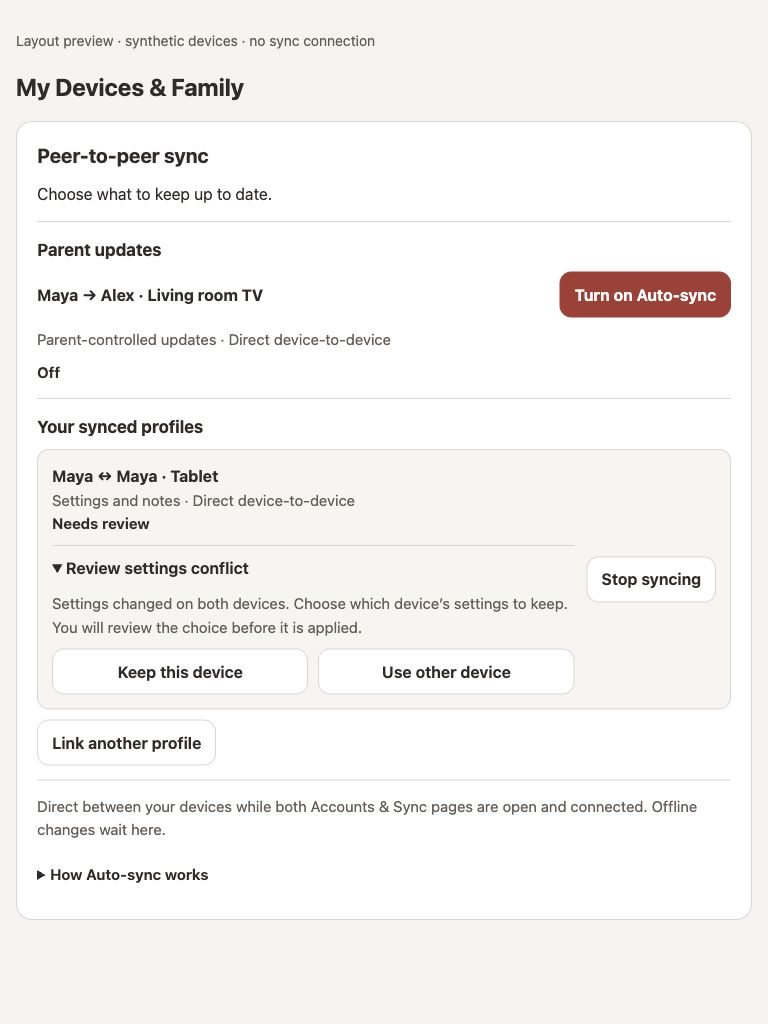 Layout preview · synthetic devices · no sync connection
My Devices & Family
Peer-to-peer sync
Choose what to keep up to date.
Parent updates
Maya → Alex · Living room TV
Turn on Auto-sync
Parent-controlled updates · Direct device-to-device
Off
Your synced profiles
Maya ↔ Maya · Tablet
Settings and notes · Direct device-to-device
Needs review
▼ Review settings conflict
Stop syncing
Settings changed on both devices. Choose which device’s settings to keep.
You will review the choice before it is applied.
Keep this device
Use other device
Link another profile
Direct between your devices while both Accounts & Sync pages are open and connected. Offline
changes wait here.
▶ How Auto-sync works